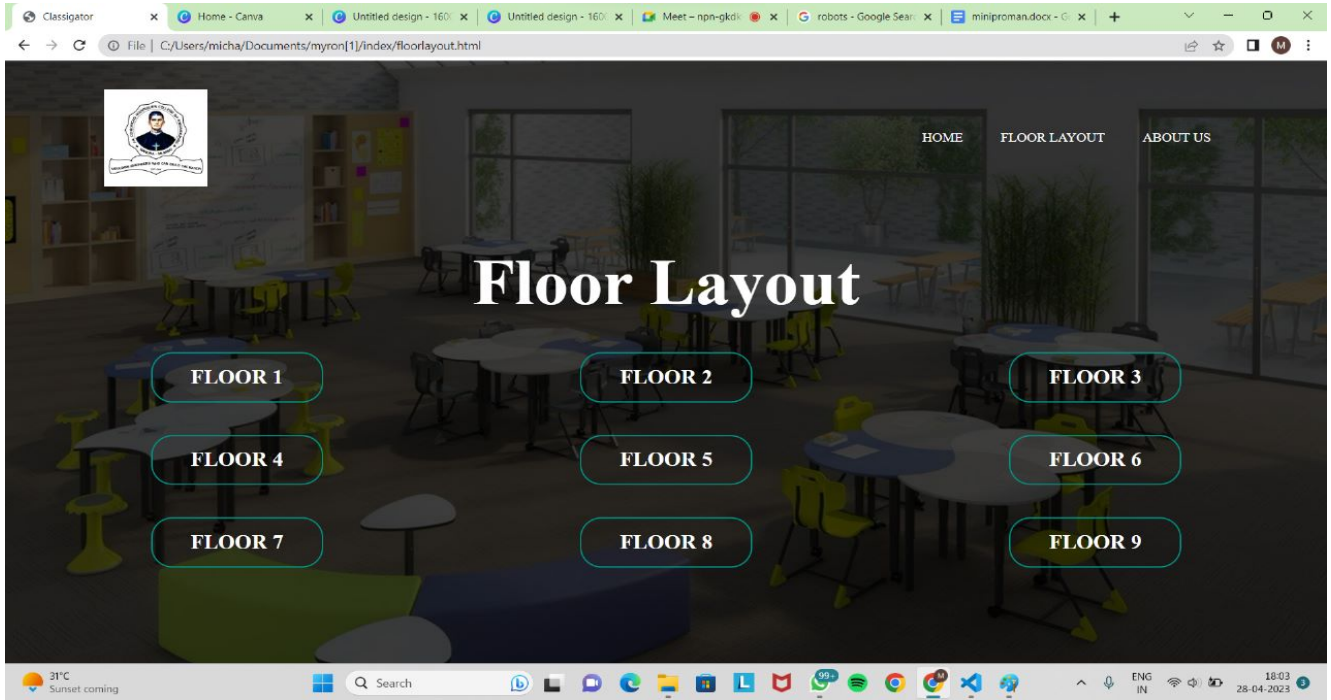 Classigator
Home - Canva
Untitled design - 160
Untitled design - 160
Meet – npn-gkdi
robots - Google Sear
miniproman.docx - G
File | C:/Users/micha/Documents/myron[1]/index/floorlayout.html
M
HOME FLOOR LAYOUT ABOUT US
Floor Layout
FLOOR 1 FLOOR 2 FLOOR 3
FLOOR 4 FLOOR 5 FLOOR 6
FLOOR 7 FLOOR 8 FLOOR 9
31°C
Sunset coming
Search
99+
ENG
IN
18:03
28-04-2023
3